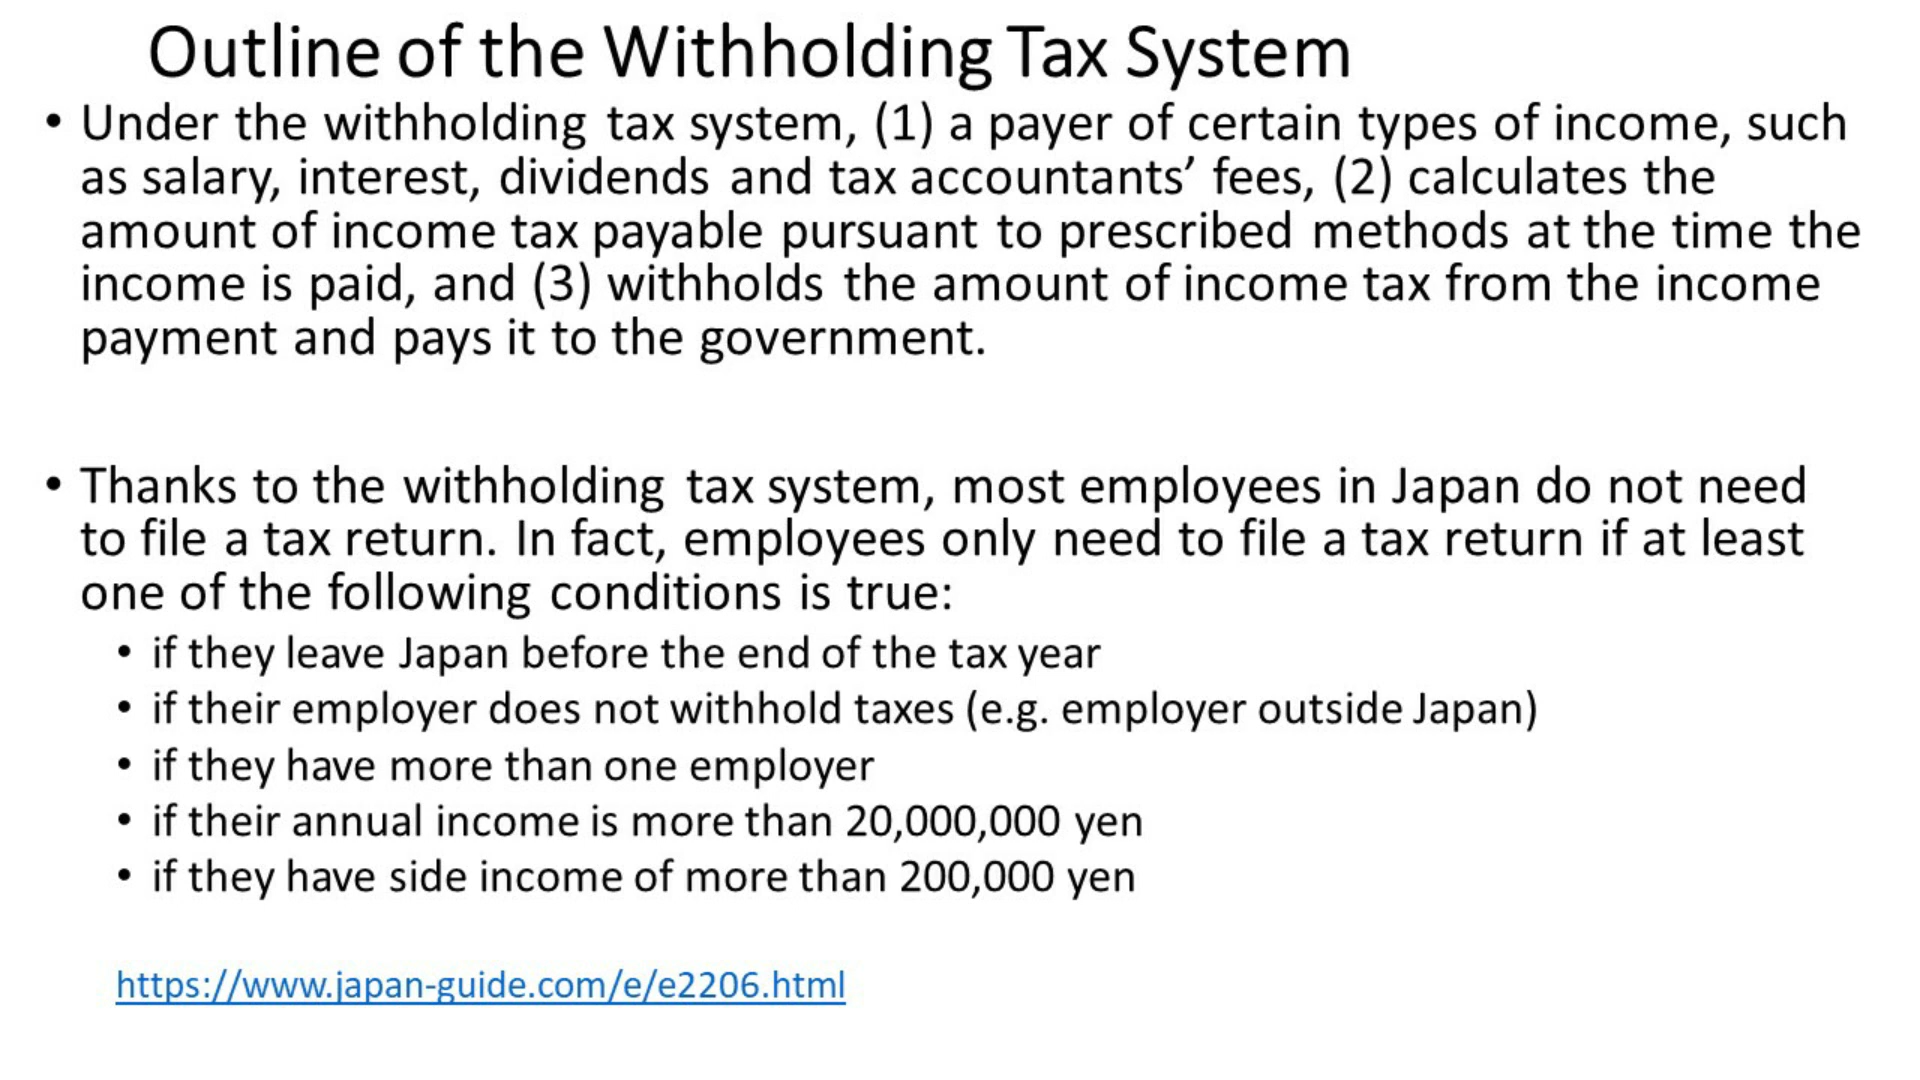 Outline of the Withholding Tax System
• Under the withholding tax system, (1) a payer of certain types of income, such
as salary, interest, dividends and tax accountants’ fees, (2) calculates the
amount of income tax payable pursuant to prescribed methods at the time the
income is paid, and (3) withholds the amount of income tax from the income
payment and pays it to the government.
• Thanks to the withholding tax system, most employees in Japan do not need
to file a tax return. In fact, employees only need to file a tax return if at least
one of the following conditions is true:
• if they leave Japan before the end of the tax year
• if their employer does not withhold taxes (e.g. employer outside Japan)
• if they have more than one employer
• if their annual income is more than 20,000,000 yen
• if they have side income of more than 200,000 yen
https://www.japan-guide.com/e/e2206.html